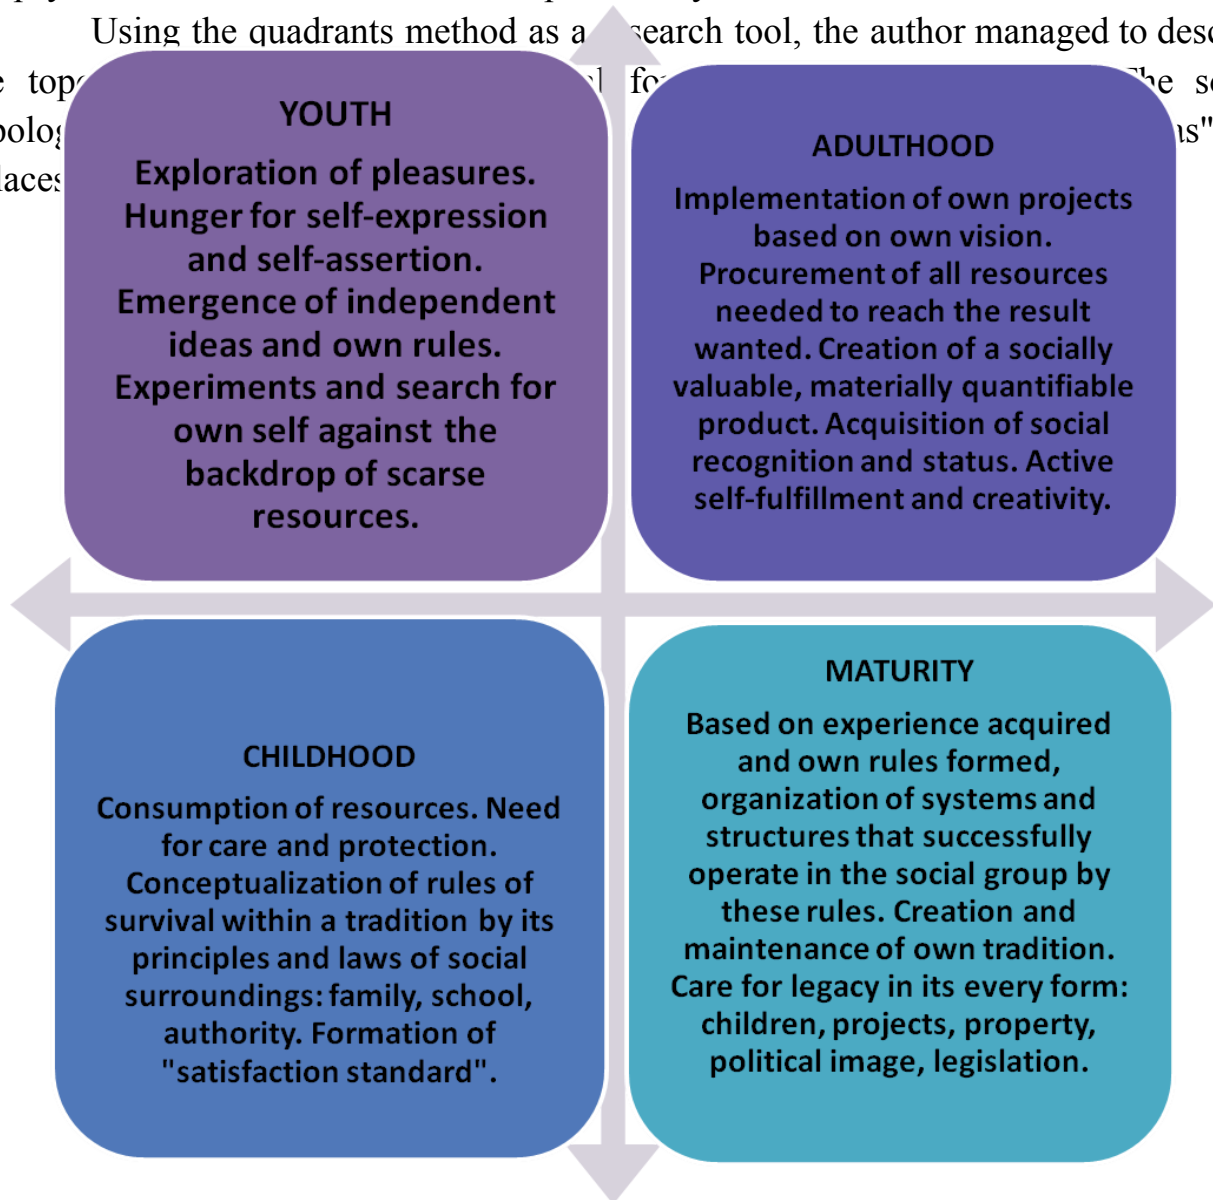 Using the quadrants method as a search tool, the author managed to desc
YOUTH
Exploration of pleasures.
Hunger for self-expression
and self-assertion.
Emergence of independent
ideas and own rules.
Experiments and search for
own self against the
backdrop of scarse
resources.
ADULTHOOD
Implementation of own projects
based on own vision.
Procurement of all resources
needed to reach the result
wanted. Creation of a socially
valuable, materially quantifiable
product. Acquisition of social
recognition and status. Active
self-fulfillment and creativity.
CHILDHOOD
Consumption of resources. Need
for care and protection.
Conceptualization of rules of
survival within a tradition by its
principles and laws of social
surroundings: family, school,
authority. Formation of
"satisfaction standard".
MATURITY
Based on experience acquired
and own rules formed,
organization of systems and
structures that successfully
operate in the social group by
these rules. Creation and
maintenance of own tradition.
Care for legacy in its every form:
children, projects, property,
political image, legislation.